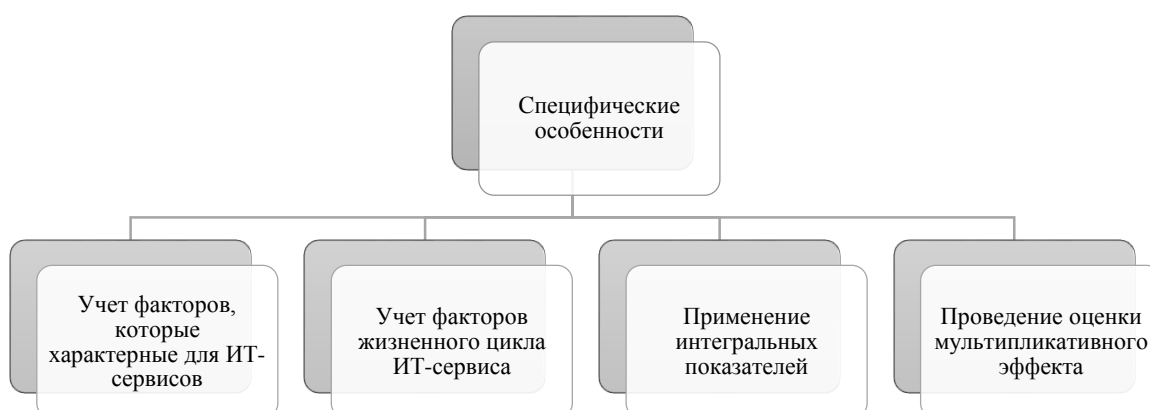 Специфические
особенности
Учет факторов,
которые
характерные для ИТ-
сервисов
Учет факторов
жизненного цикла
ИТ-сервиса
Применение
интегральных
показателей
Проведение оценки
мультипликативного
эффекта